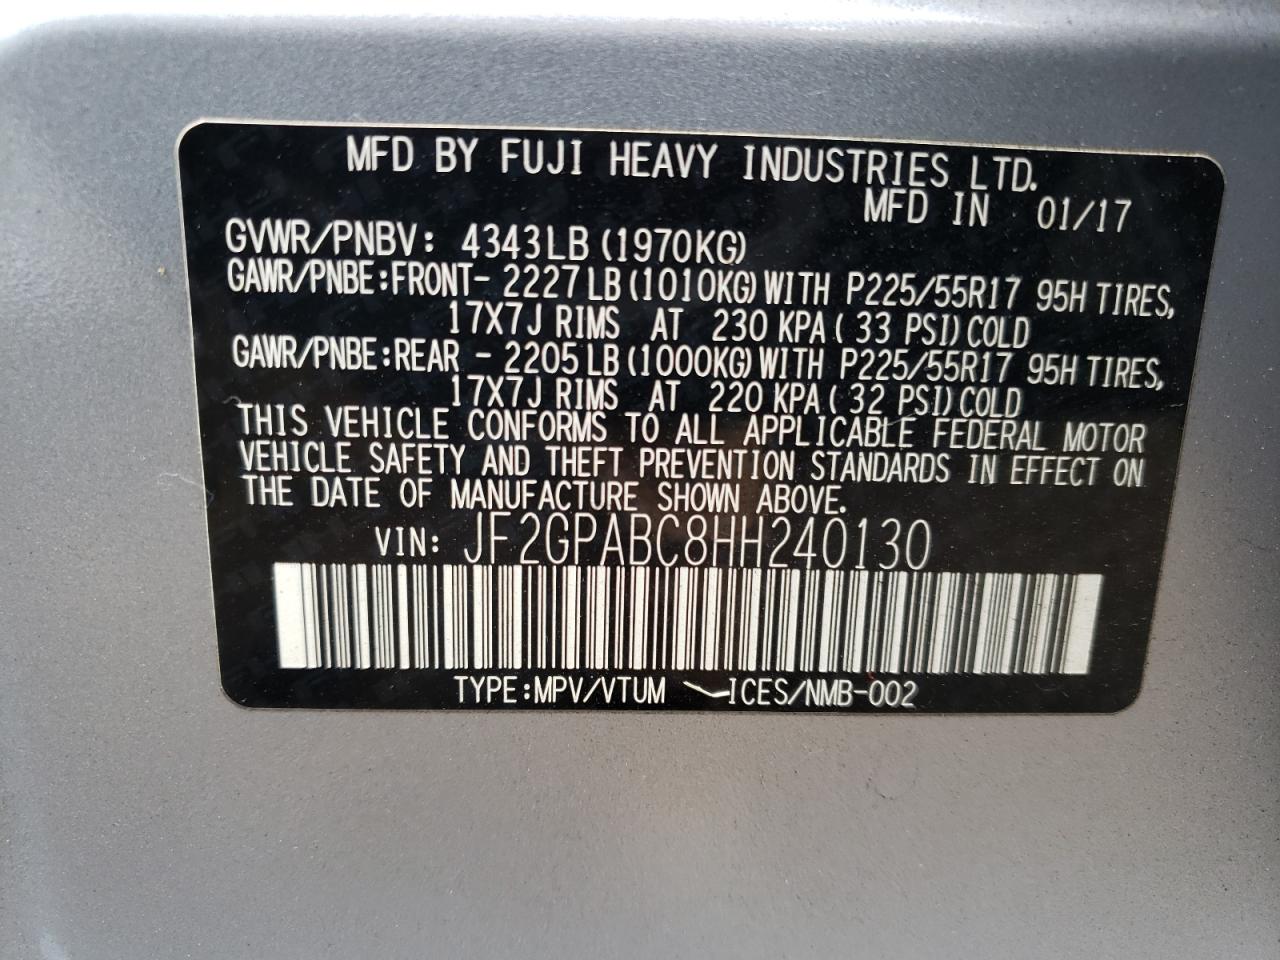 MFD BY FUJI HEAVY INDUSTRIES LTD.
MFD IN 01/17
GVWR/PNBV: 4343LB (1970KG)
GAWR/PNBE:FRONT- 2227LB (1010KG) WITH P225/55R17 95H TIRES,
17X7J RIMS AT 230 KPA ( 33 PSI) COLD
GAWR/PNBE:REAR - 2205LB (1000KG) WITH P225/55R17 95H TIRES,
17X7J RIMS AT 220 KPA ( 32 PSI) COLD
THIS VEHICLE CONFORMS TO ALL APPLICABLE FEDERAL MOTOR
VEHICLE SAFETY AND THEFT PREVENTION STANDARDS IN EFFECT ON
THE DATE OF MANUFACTURE SHOWN ABOVE.
VIN: JF2GPABC8HH240130
TYPE:MPV/VTUM ICES/NMB-002